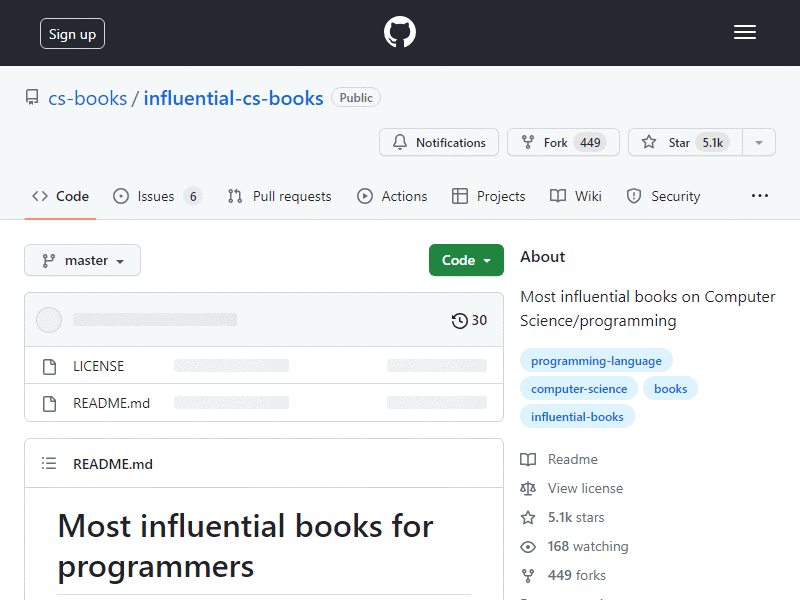 Sign up
cs-books / influential-cs-books Public
Notifications Fork 449 Star 5.1k
Code Issues 6 Pull requests Actions Projects Wiki Security
master Code
30
LICENSE
README.md
README.md
Most influential books for
programmers
About
Most influential books on Computer
Science/programming
programming-language
computer-science books
influential-books
Readme
View license
5.1k stars
168 watching
449 forks